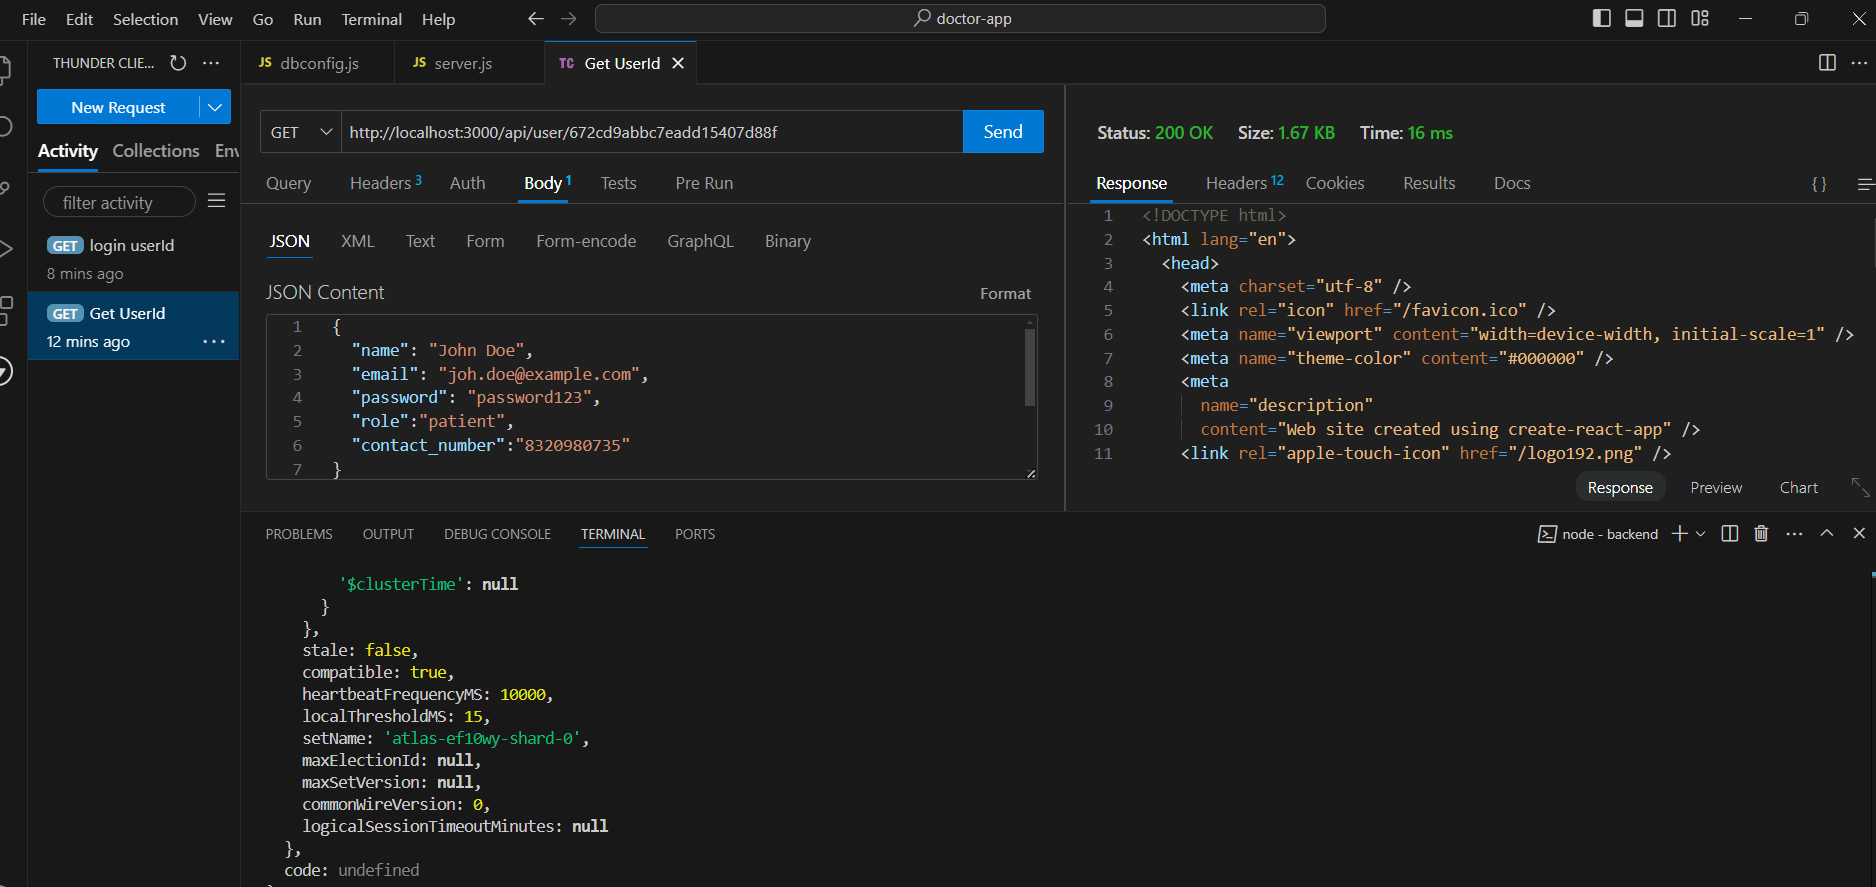 File Edit Selection View Go Run Terminal Help
doctor-app
THUNDER CLIE...
New Request
Activity Collections Env
filter activity
GET login userId
8 mins ago
GET Get UserId
12 mins ago
JS dbconfig.js
JS server.js
TC Get UserId
GET
http://localhost:3000/api/user/672cd9abbc7eadd15407d88f
Send
Query Headers 3 Auth Body 1 Tests Pre Run
JSON XML Text Form Form-encode GraphQL Binary
JSON Content
Format
1 {
2 "name": "John Doe",
3 "email": "joh.doe@example.com",
4 "password": "password123",
5 "role":"patient",
6 "contact_number":"8320980735"
7 }
Status: 200 OK Size: 1.67 KB Time: 16 ms
Response Headers 12 Cookies Results Docs
{ }
1 <!DOCTYPE html>
2 <html lang="en">
3 <head>
4 <meta charset="utf-8" />
5 <link rel="icon" href="/favicon.ico" />
6 <meta name="viewport" content="width=device-width, initial-scale=1" />
7 <meta name="theme-color" content="#000000" />
8 <meta
9 name="description"
10 content="Web site created using create-react-app" />
11 <link rel="apple-touch-icon" href="/logo192.png" />
Response Preview Chart
PROBLEMS OUTPUT DEBUG CONSOLE TERMINAL PORTS
node - backend
'$clusterTime': null
}
},
stale: false,
compatible: true,
heartbeatFrequencyMS: 10000,
localThresholdMS: 15,
setName: 'atlas-ef10wy-shard-0',
maxElectionId: null,
maxSetVersion: null,
commonWireVersion: 0,
logicalSessionTimeoutMinutes: null
},
code: undefined